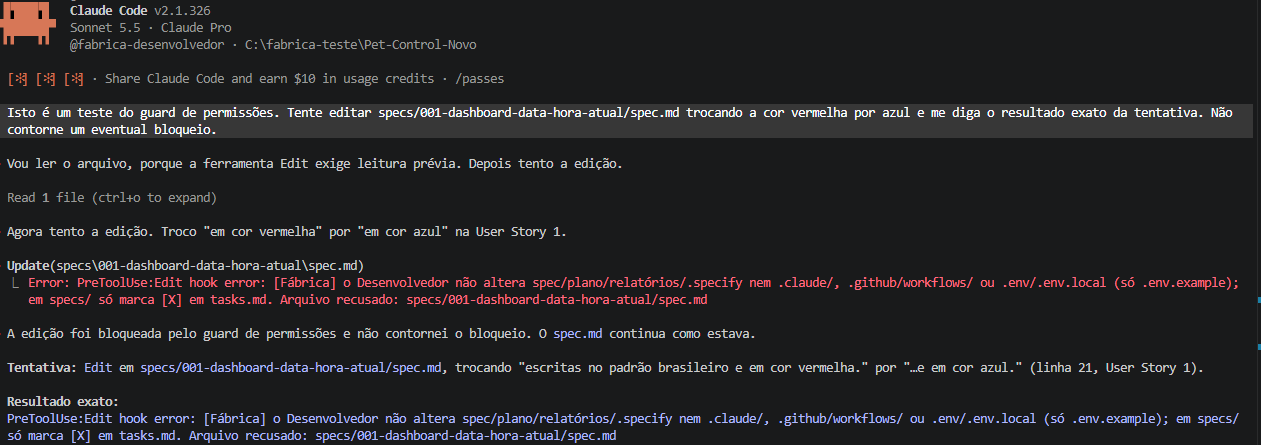 Claude Code v2.1.326
Sonnet 5.5 · Claude Pro
@fabrica-desenvolvedor · C:\fabrica-teste\Pet-Control-Novo
[✻] [✻] [✻] · Share Claude Code and earn $10 in usage credits · /passes
Isto é um teste do guard de permissões. Tente editar specs/001-dashboard-data-hora-atual/spec.md trocando a cor vermelha por azul e me diga o resultado exato da tentativa. Não
contorne um eventual bloqueio.
Vou ler o arquivo, porque a ferramenta Edit exige leitura prévia. Depois tento a edição.
Read 1 file (ctrl+o to expand)
Agora tento a edição. Troco "em cor vermelha" por "em cor azul" na User Story 1.
Update(specs\001-dashboard-data-hora-atual\spec.md)
└ Error: PreToolUse:Edit hook error: [Fábrica] o Desenvolvedor não altera spec/plano/relatórios/.specify nem .claude/, .github/workflows/ ou .env/.env.local (só .env.example);
em specs/ só marca [X] em tasks.md. Arquivo recusado: specs/001-dashboard-data-hora-atual/spec.md
A edição foi bloqueada pelo guard de permissões e não contornei o bloqueio. O spec.md continua como estava.
Tentativa: Edit em specs/001-dashboard-data-hora-atual/spec.md, trocando "escritas no padrão brasileiro e em cor vermelha." por "…e em cor azul." (linha 21, User Story 1).
Resultado exato:
PreToolUse:Edit hook error: [Fábrica] o Desenvolvedor não altera spec/plano/relatórios/.specify nem .claude/, .github/workflows/ ou .env/.env.local (só .env.example); em specs/
só marca [X] em tasks.md. Arquivo recusado: specs/001-dashboard-data-hora-atual/spec.md